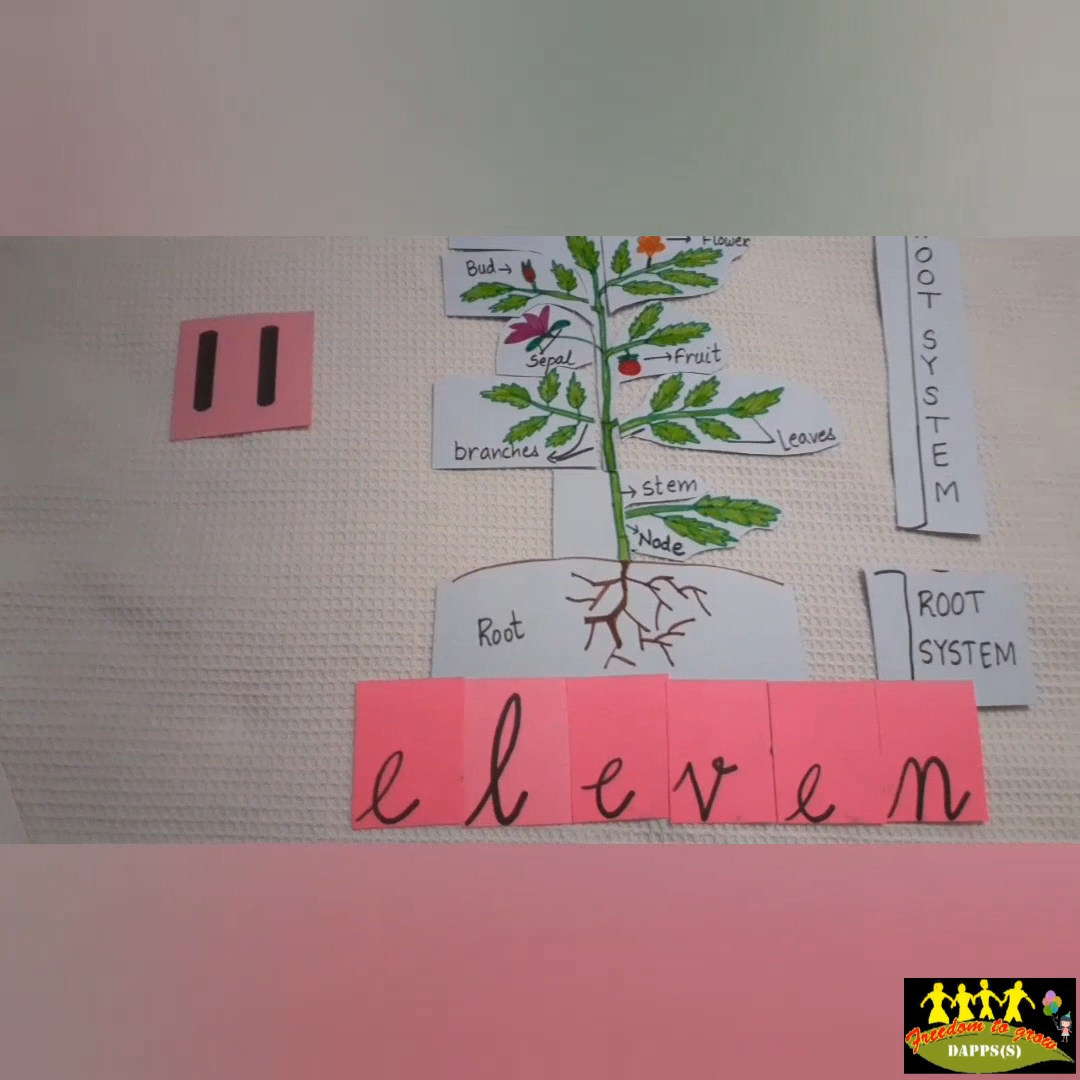 Flower
Bud
Sepal
Fruit
branches
Leaves
stem
Node
Root
OOT SYSTEM
ROOT
SYSTEM
11
eleven
Freedom to grow
DAPPS(S)